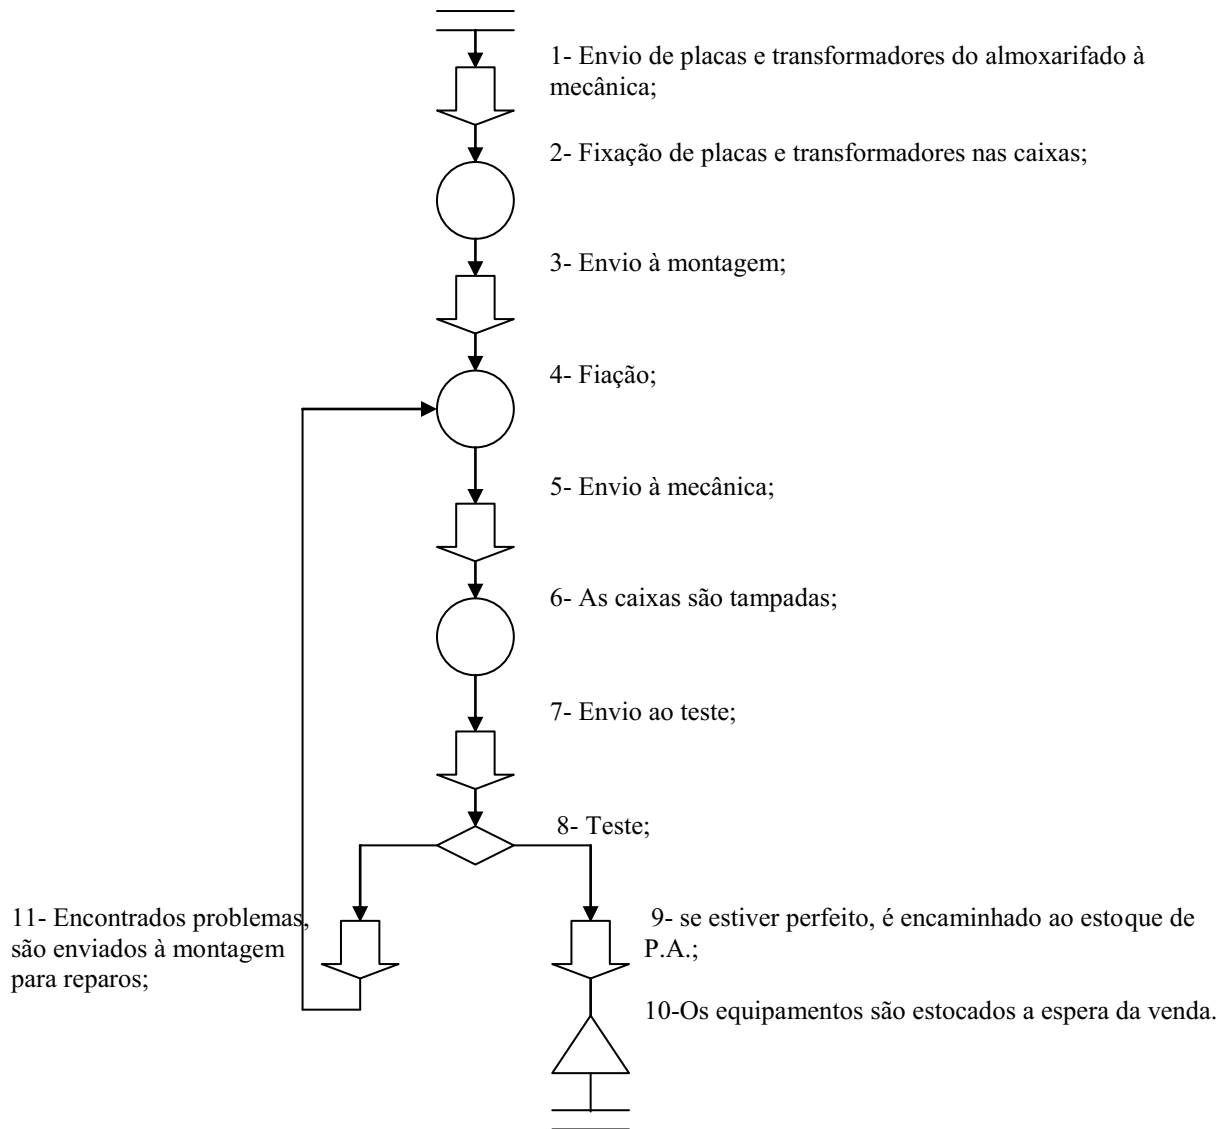 1- Envio de placas e transformadores do almoxarifado à
mecânica;
2- Fixação de placas e transformadores nas caixas;
3- Envio à montagem;
4- Fiação;
5- Envio à mecânica;
6- As caixas são tampadas;
7- Envio ao teste;
8- Teste;
11- Encontrados problemas,
são enviados à montagem
para reparos;
9- se estiver perfeito, é encaminhado ao estoque de
P.A.;
10-Os equipamentos são estocados a espera da venda.